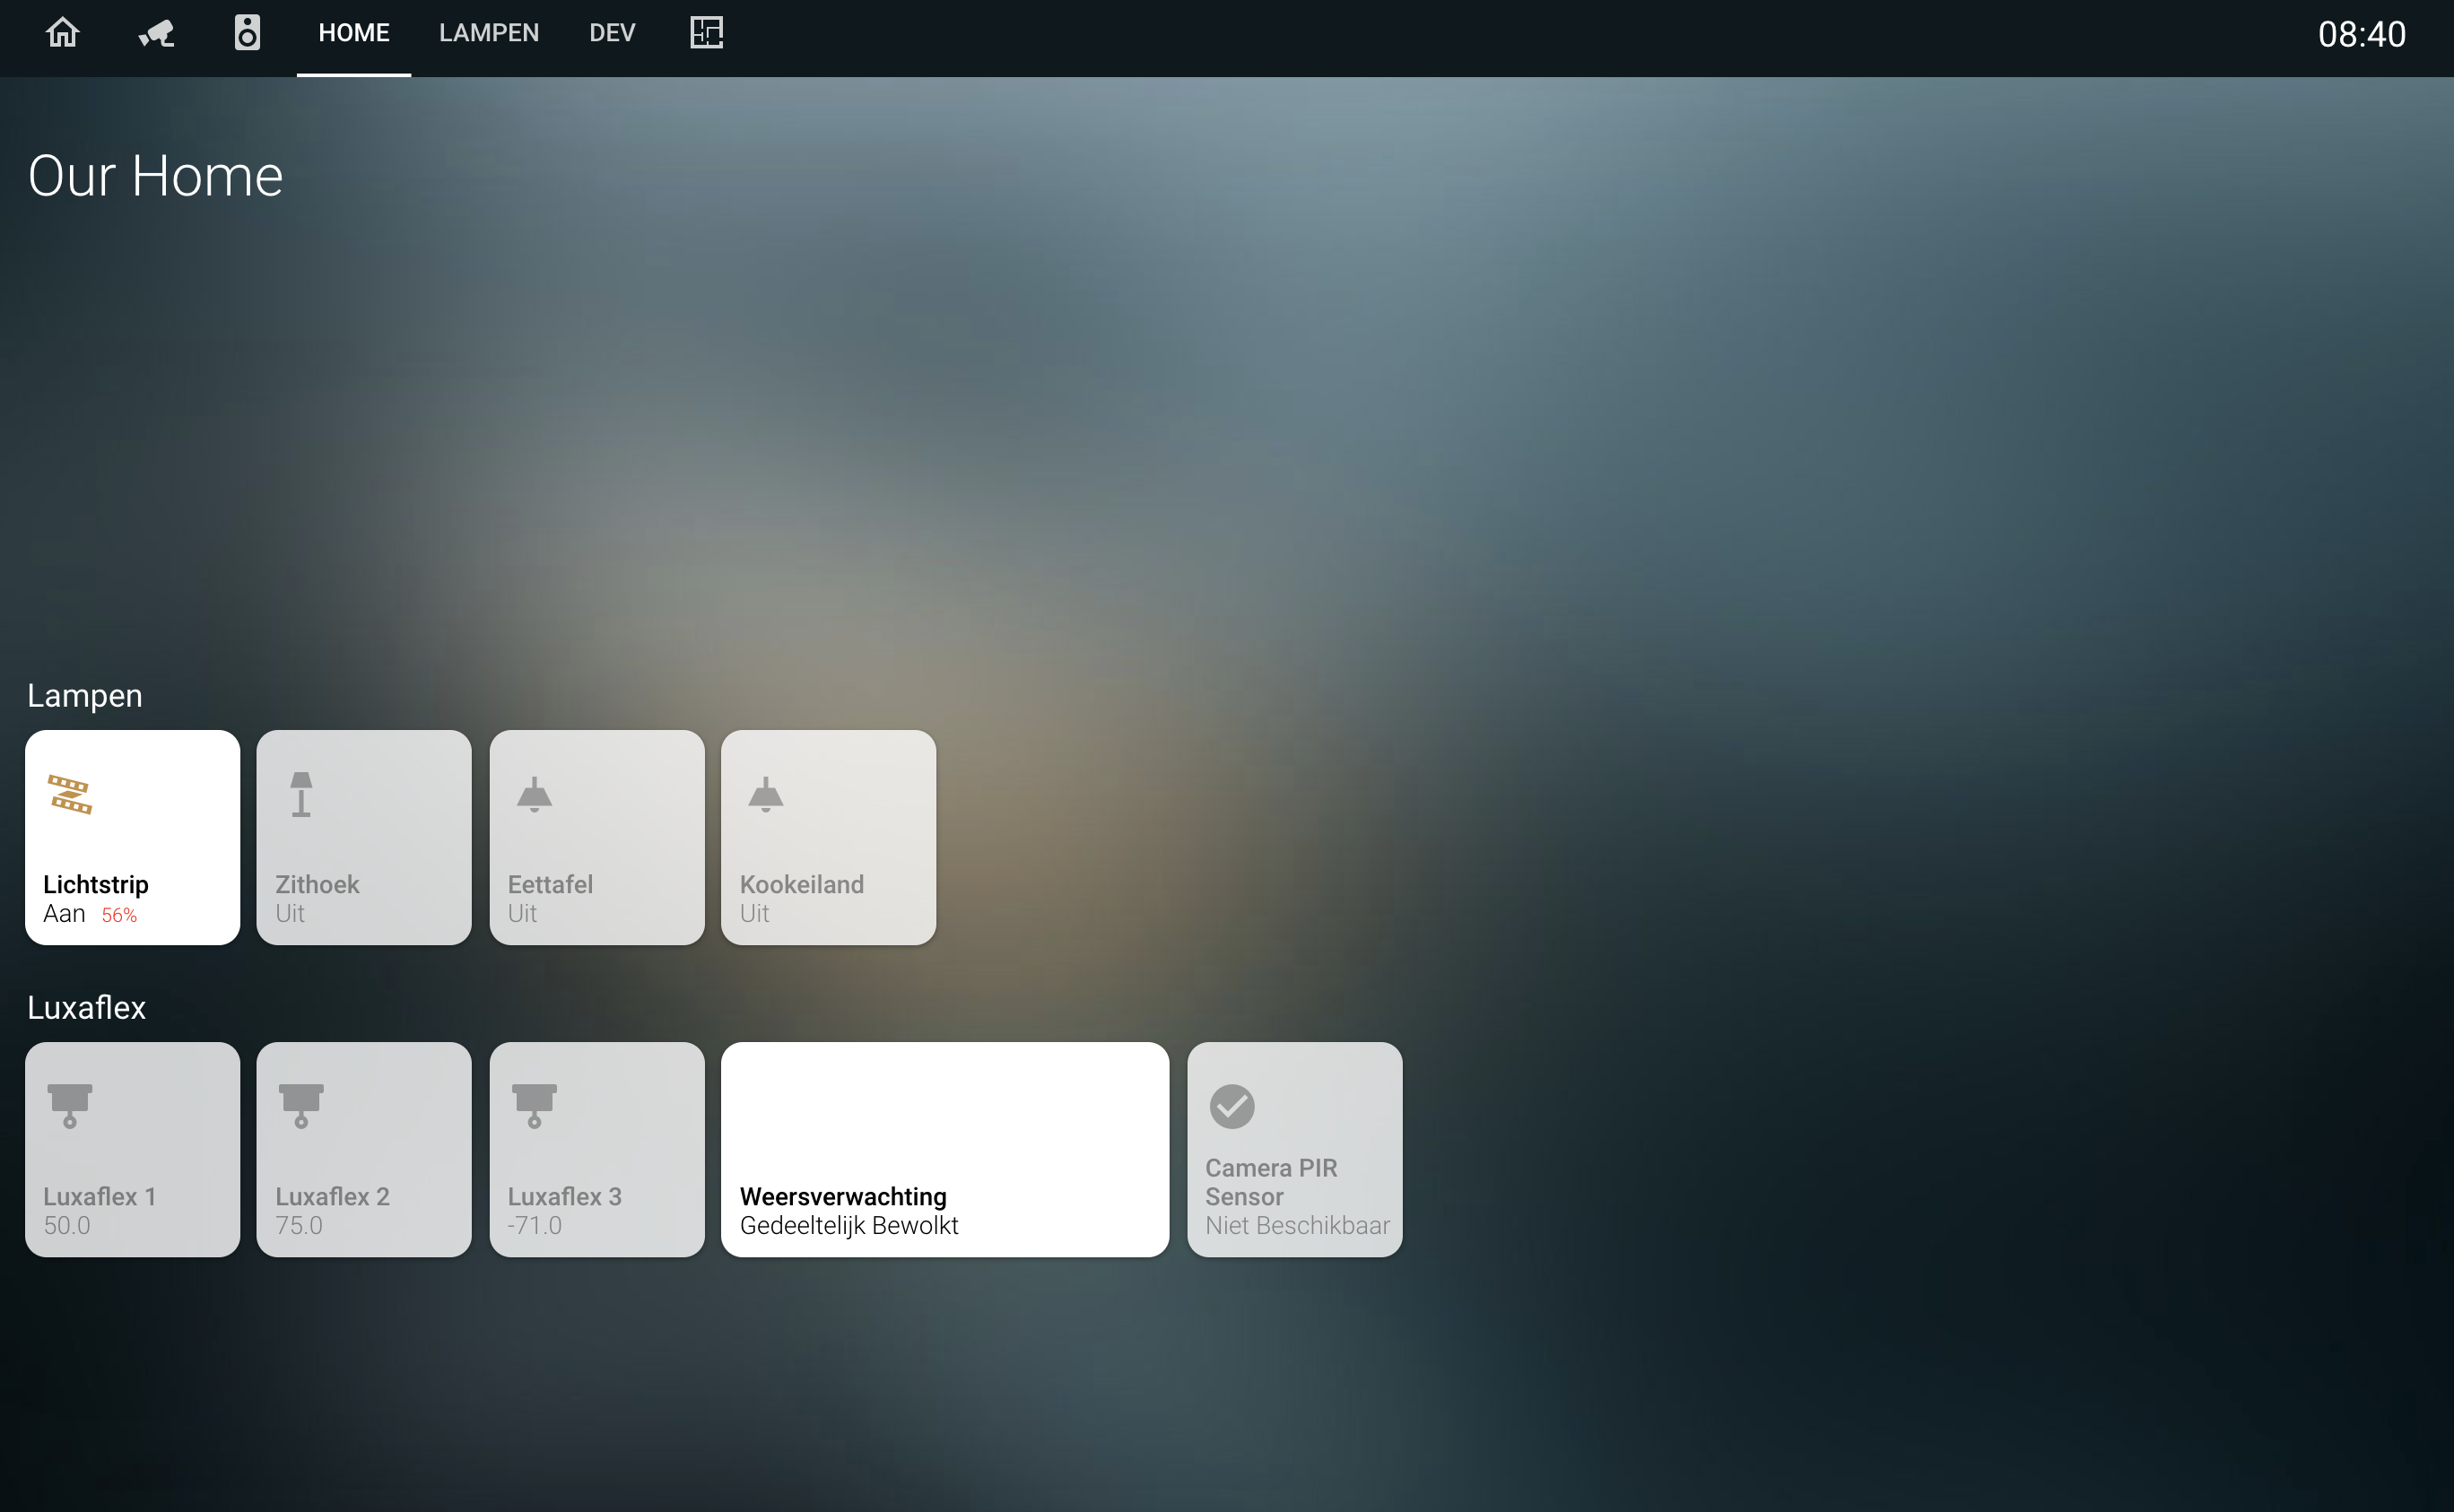 HOME LAMPEN DEV 08:40
Our Home
Lampen
Lichtstrip
Aan 56%
Zithoek
Uit
Eettafel
Uit
Kookeiland
Uit
Luxaflex
Luxaflex 1
50.0
Luxaflex 2
75.0
Luxaflex 3
-71.0
Weersverwachting
Gedeeltelijk Bewolkt
Camera PIR
Sensor
Niet Beschikbaar